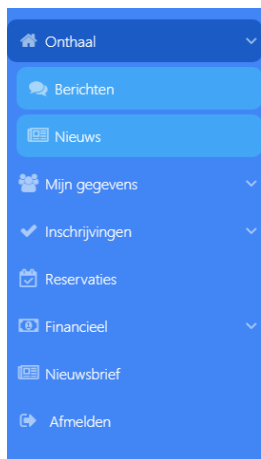 Onthaal
Berichten
Nieuws
Mijn gegevens
Inschrijvingen
Reservaties
Financieel
Nieuwsbrief
Afmelden